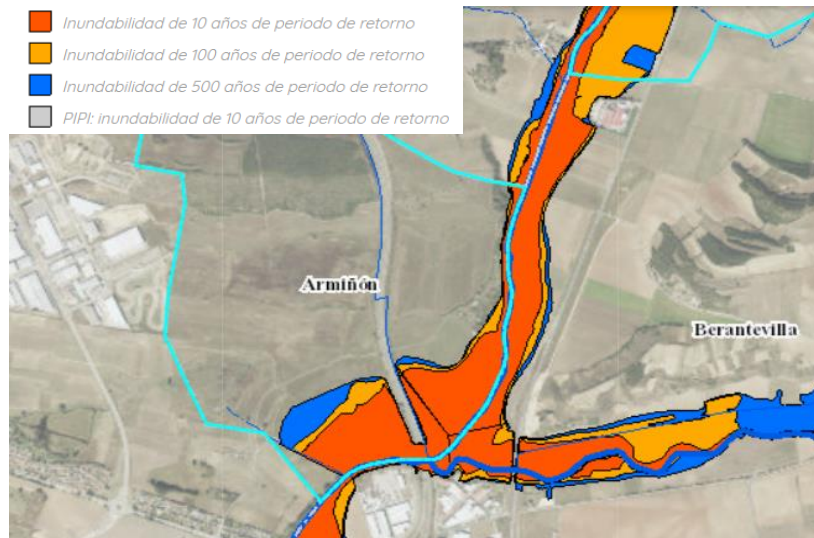 Inundabilidad de 10 años de periodo de retorno
Inundabilidad de 100 años de periodo de retorno
Inundabilidad de 500 años de periodo de retorno
PIPI: inundabilidad de 10 años de periodo de retorno
Armiñón
Berantevilla